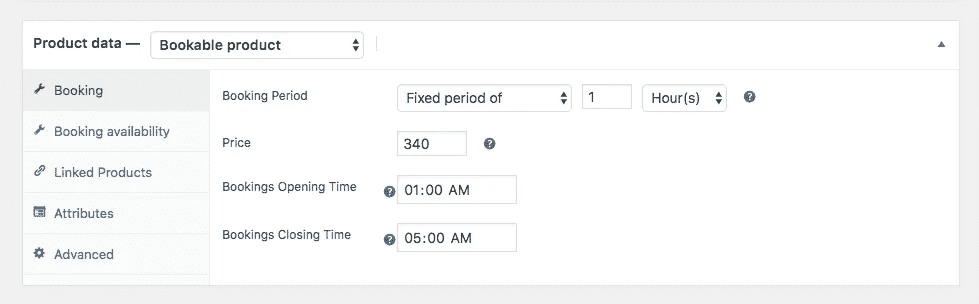 Product data — Bookable product
Booking
Booking availability
Linked Products
Attributes
Advanced
Booking Period Fixed period of 1 Hour(s) ?
Price 340 ?
Bookings Opening Time ? 01:00 AM
Bookings Closing Time ? 05:00 AM